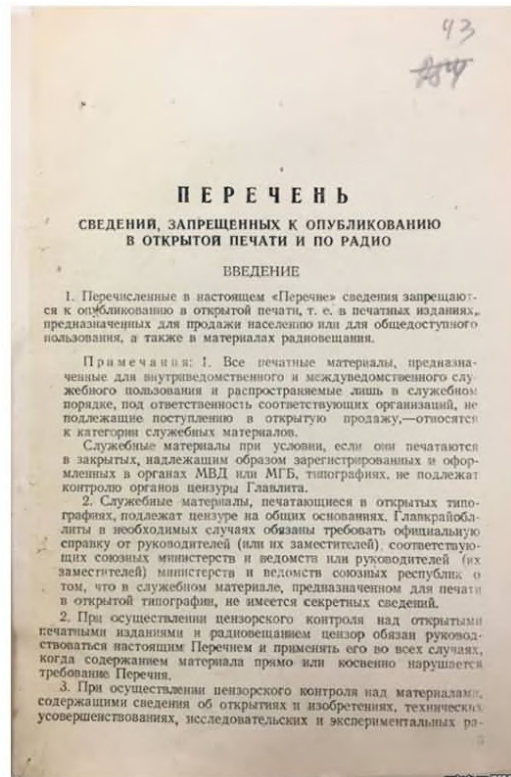 43
ПЕРЕЧЕНЬ
СВЕДЕНИЙ, ЗАПРЕЩЕННЫХ К ОПУБЛИКОВАНИЮ
В ОТКРЫТОЙ ПЕЧАТИ И ПО РАДИО
ВВЕДЕНИЕ
1. Перечисленные в настоящем «Перечне» сведения запрещают-
ся к опубликованию в открытой печати, т. е. в печатных изданиях,
предназначенных для продажи населению или для общедоступного
пользования, а также в материалах радиовещания.
Примечания: 1. Все печатные материалы, предназна-
ченные для внутриведомственного и междуведомственного слу-
жебного пользования и распространяемые лишь в служебном
порядке, под ответственность соответствующих организаций, не
подлежащие поступлению в открытую продажу,—относятся
к категории служебных материалов.
Служебные материалы при условии, если они печатаются
в закрытых, надлежащим образом зарегистрированных и офор-
мленных в органах МВД или МГБ, типографиях, не подлежат
контролю органов цензуры Главлита.
2. Служебные материалы, печатающиеся в открытых типо-
графиях, подлежат цензуре на общих основаниях. Главкрайобл-
литы в необходимых случаях обязаны требовать официальную
справку от руководителей (или их заместителей), соответствую-
щих союзных министерств и ведомств или руководителей (их
заместителей) министерств и ведомств союзных республик о
том, что в служебном материале, предназначенном для печати
в открытой типографии, не имеется секретных сведений.
2. При осуществлении цензорского контроля над открытыми
печатными изданиями и радиовещанием цензор обязан руковод-
ствоваться настоящим Перечнем и применять его во всех случаях,
когда содержанием материала прямо или косвенно нарушается
требование Перечня.
3. При осуществлении цензорского контроля над материалами,
содержащими сведения об открытиях и изобретениях, технических
усовершенствованиях, исследовательских и экспериментальных ра-